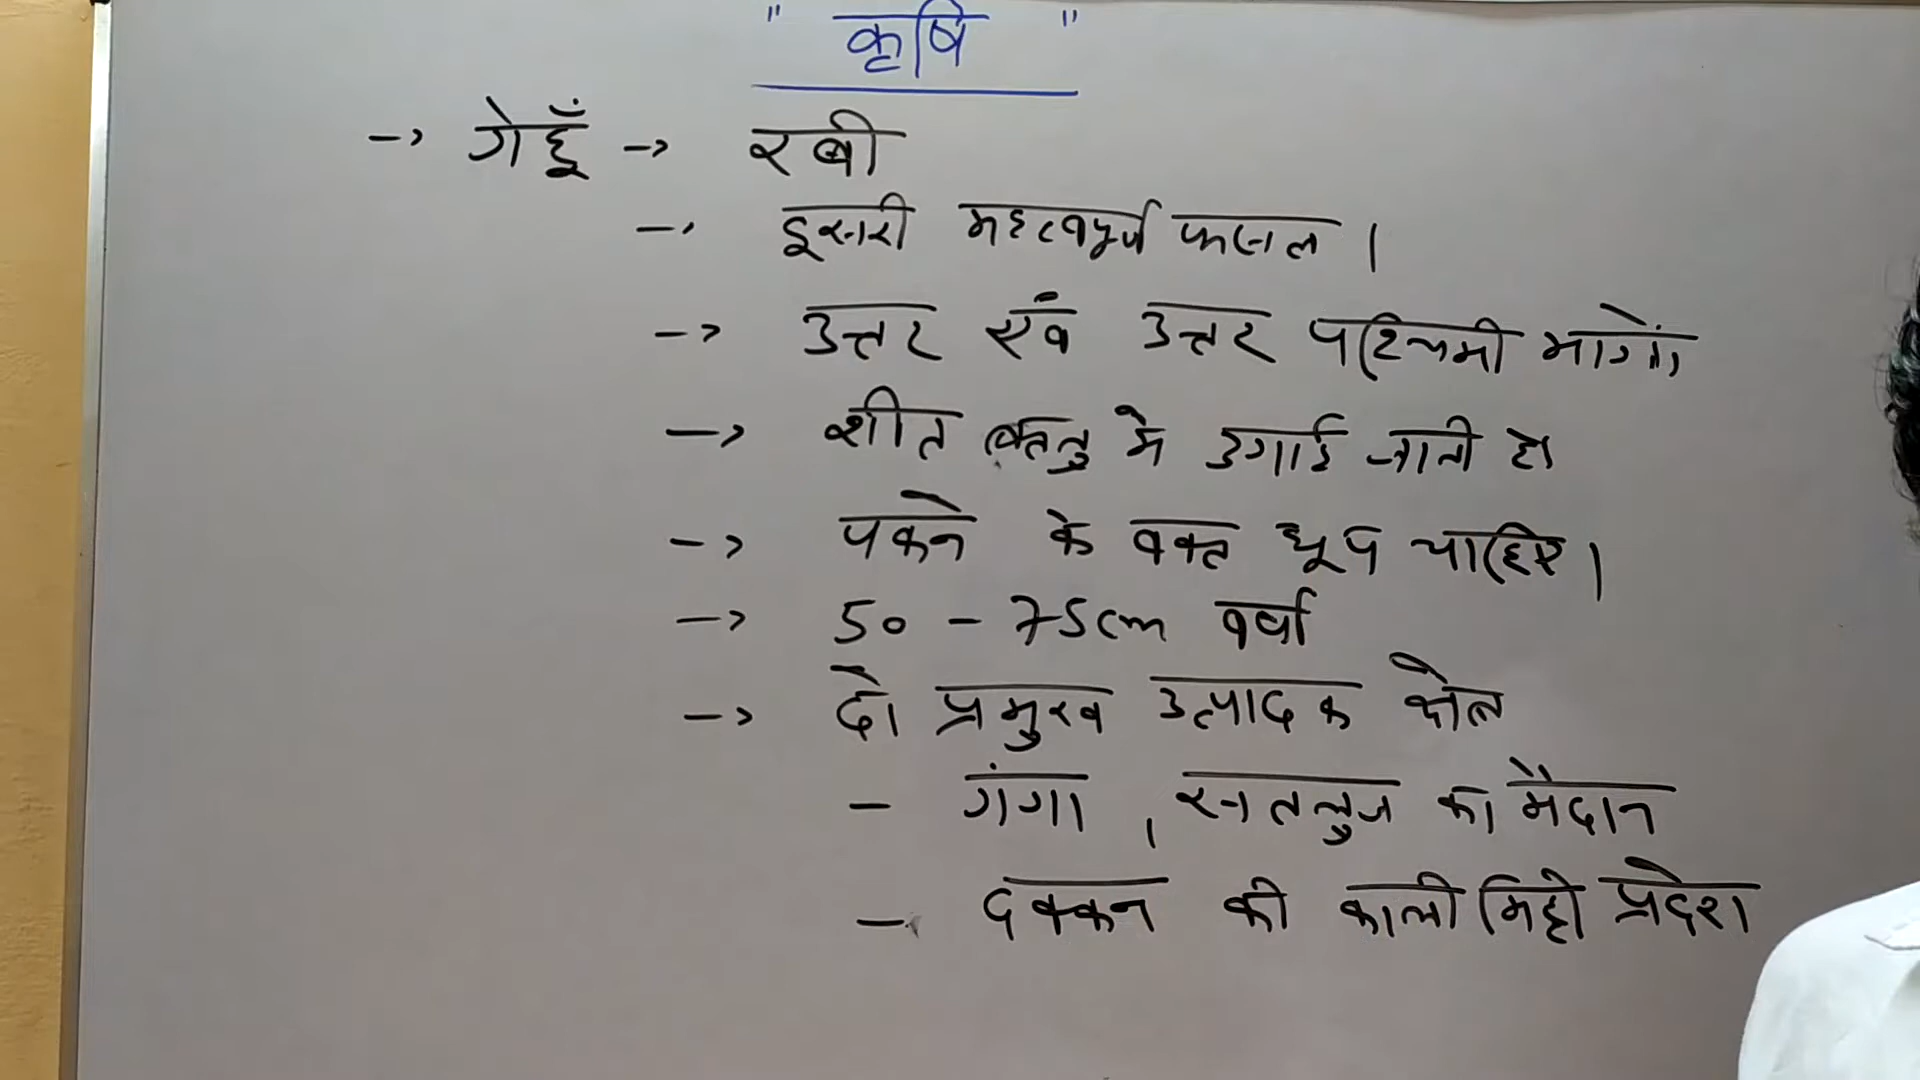 " कृषि "
-> गेहूँ -> रबी
-> दूसरी महत्वपूर्ण फसल ।
-> उत्तर एंव उत्तर पश्चिमी भागों,
-> शीत ऋतु मे उगाई जाती है
-> पकने के वक्त धूप चाहिए ।
-> 50 - 75cm वर्षा
-> दो प्रमुख उत्पादक क्षेत्र
- गंगा , सतलुज का मैदान
- दक्कन की काली मिट्टी प्रदेश